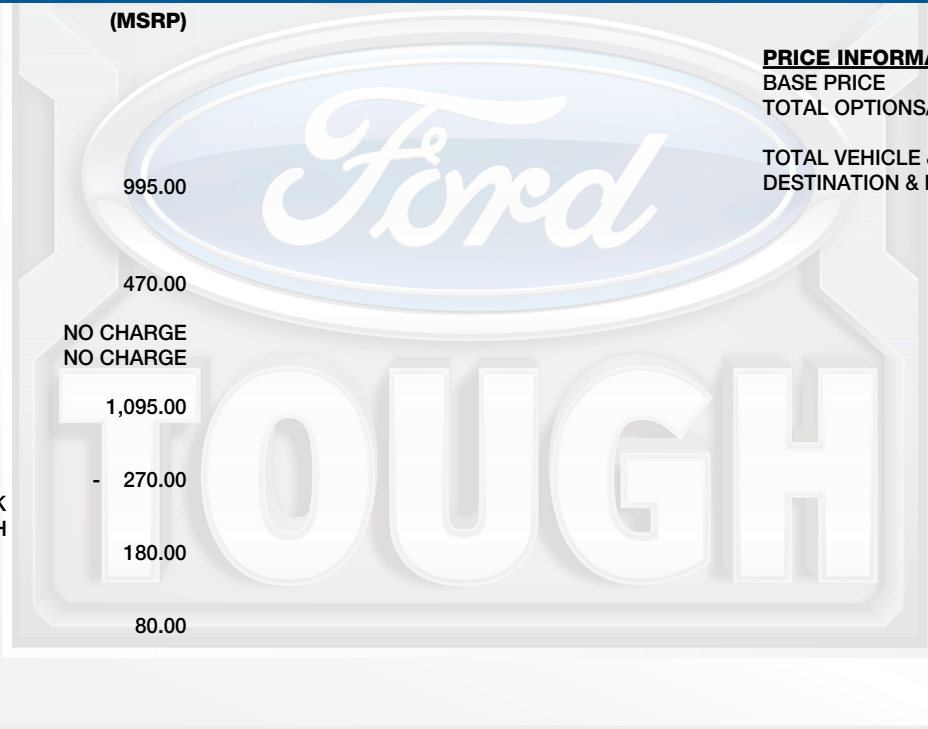 (MSRP)
995.00
470.00
NO CHARGE
NO CHARGE
1,095.00
- 270.00
K
H
180.00
80.00
PRICE INFORMA
BASE PRICE
TOTAL OPTIONS
TOTAL VEHICLE &
DESTINATION &
Ford
TOUGH